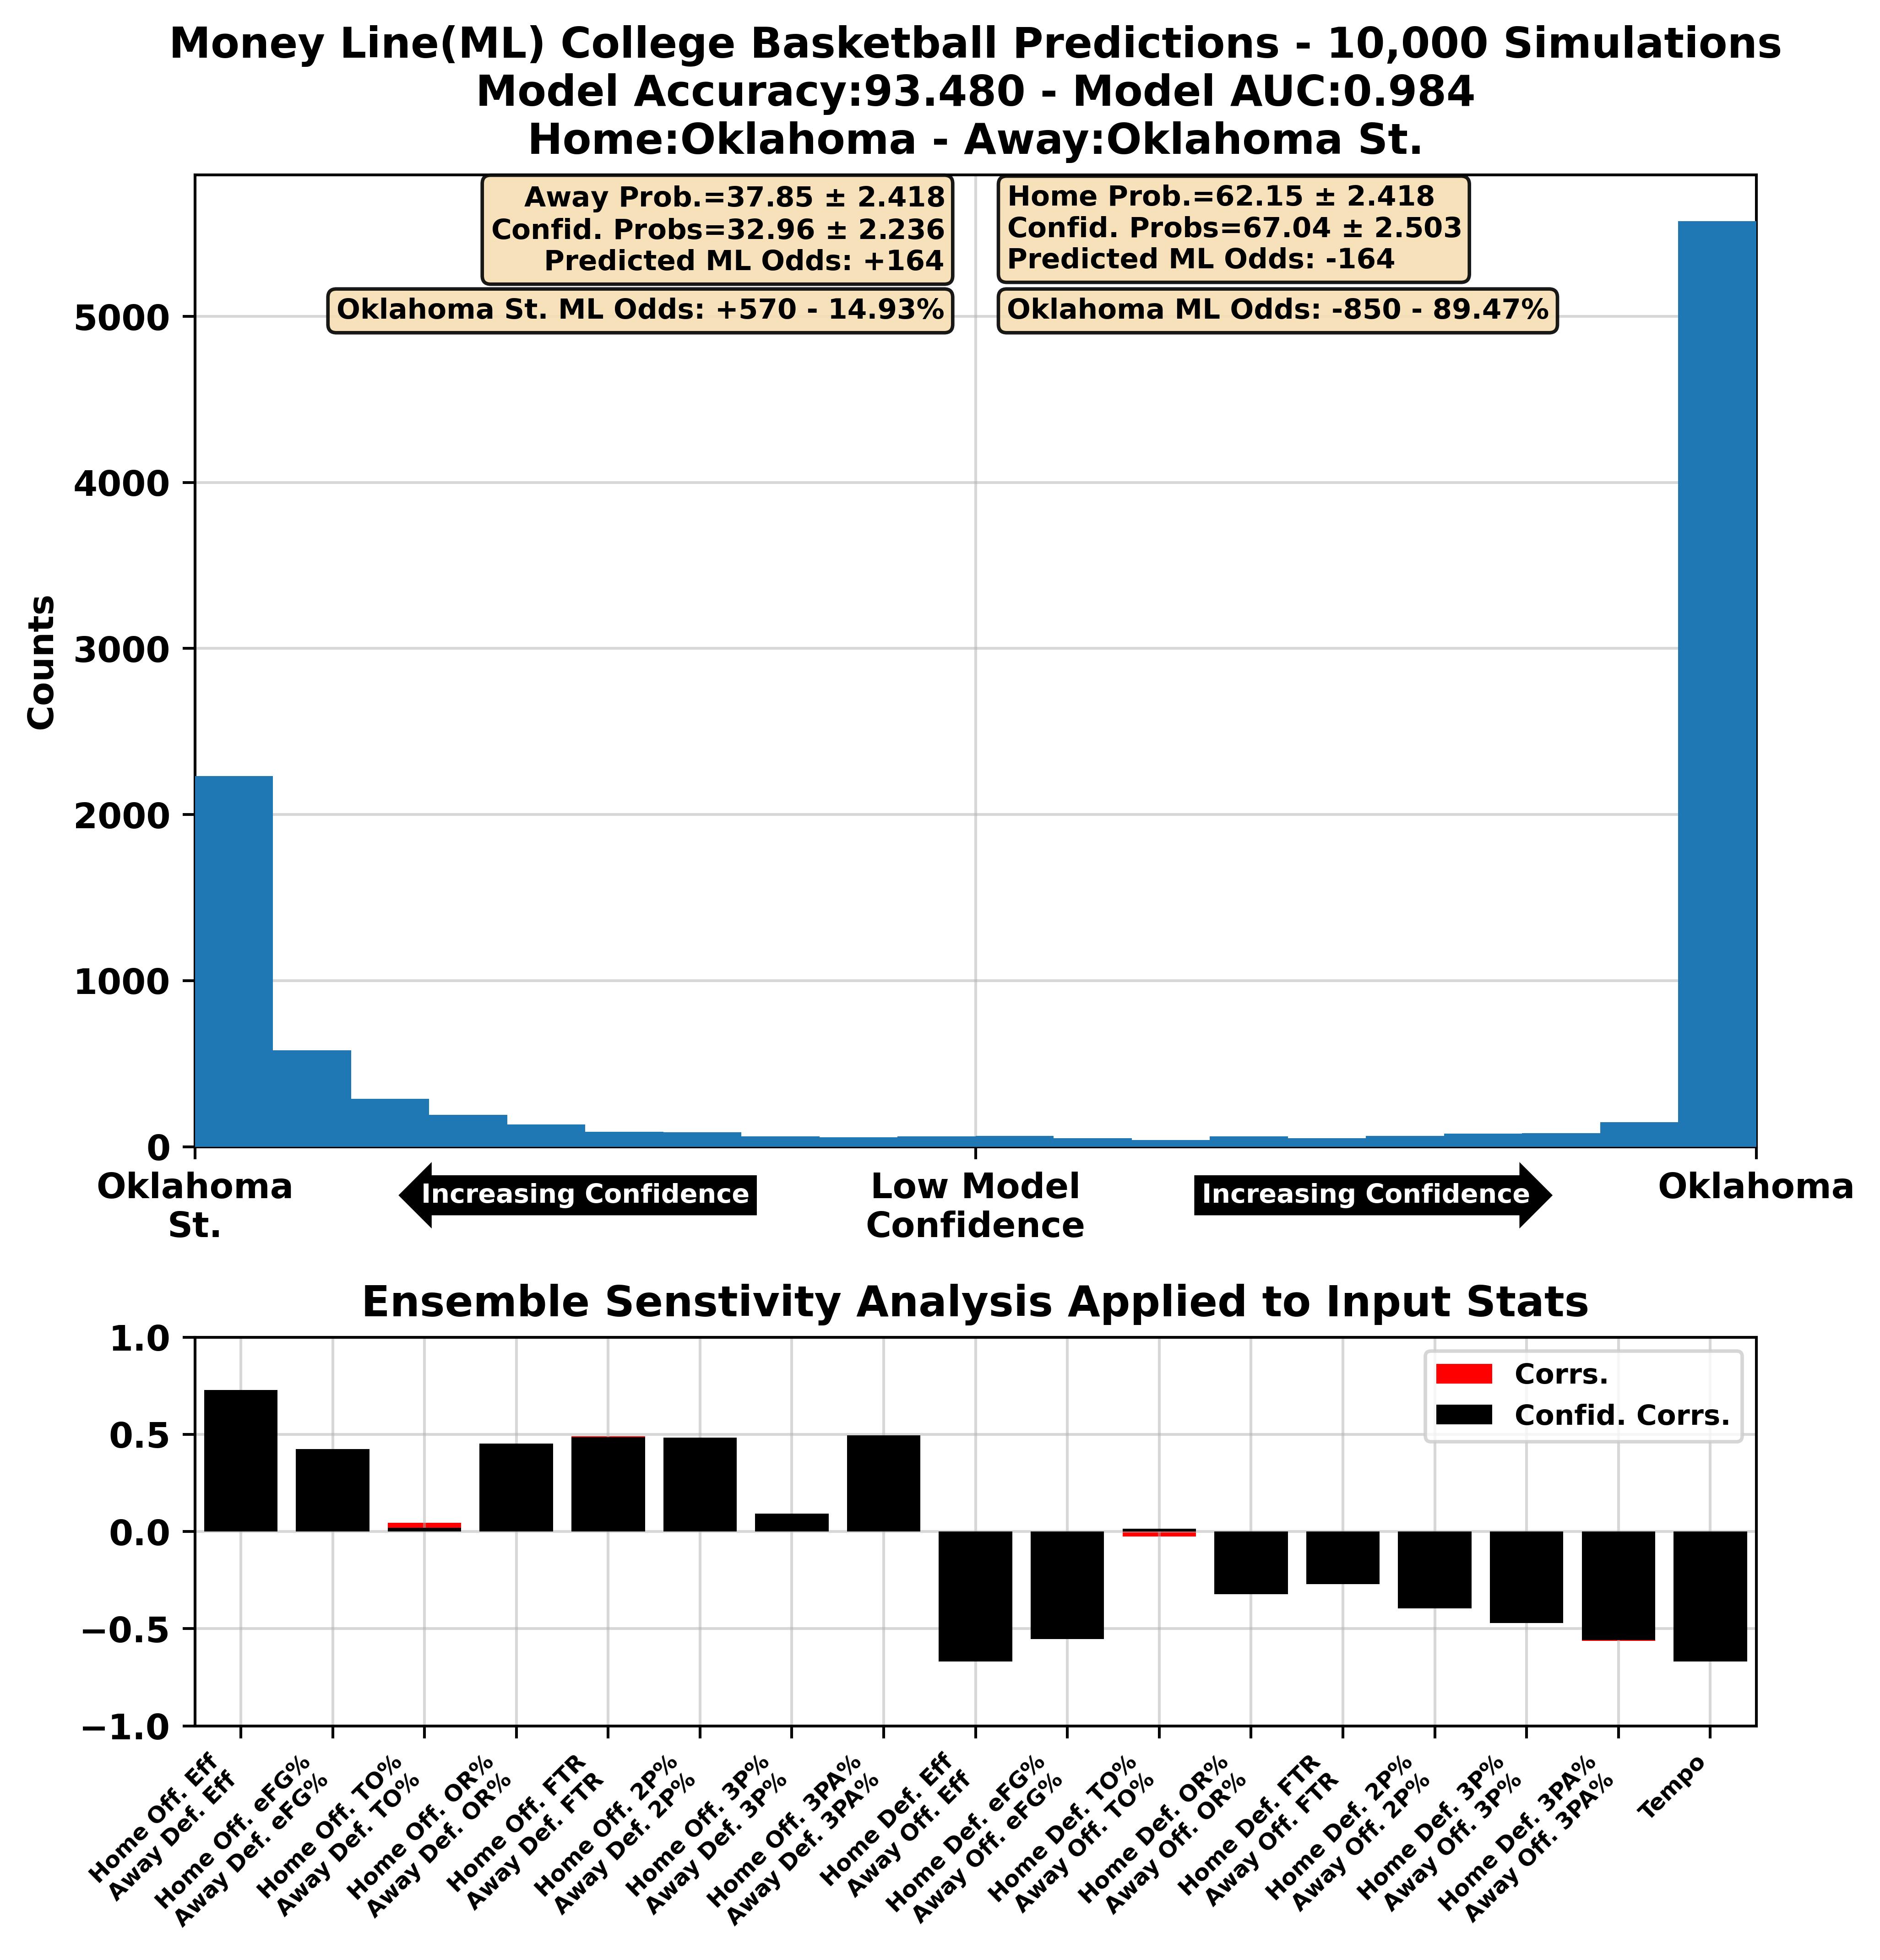 Money Line(ML) College Basketball Predictions - 10,000 Simulations
Model Accuracy:93.480 - Model AUC:0.984
Home:Oklahoma - Away:Oklahoma St.
Away Prob.=37.85 ± 2.418
Confid. Probs=32.96 ± 2.236
Predicted ML Odds: +164
Home Prob.=62.15 ± 2.418
Confid. Probs=67.04 ± 2.503
Predicted ML Odds: -164
Oklahoma St. ML Odds: +570 - 14.93%
Oklahoma ML Odds: -850 - 89.47%
Counts
5000
4000
3000
2000
1000
0
Oklahoma
St.
Increasing Confidence
Low Model
Confidence
Increasing Confidence
Oklahoma
Ensemble Senstivity Analysis Applied to Input Stats
Corrs.
Confid. Corrs.
1.0
0.5
0.0
−0.5
−1.0
Home Off. Eff
Away Def. Eff
Home Off. eFG%
Away Def. eFG%
Home Off. TO%
Away Def. TO%
Home Off. OR%
Away Def. OR%
Home Off. FTR
Away Def. FTR
Home Off. 2P%
Away Def. 2P%
Home Off. 3P%
Away Def. 3P%
Home Off. 3PA%
Away Def. 3PA%
Home Def. Eff
Away Off. Eff
Home Def. eFG%
Away Off. eFG%
Home Def. TO%
Away Off. TO%
Home Def. OR%
Away Off. OR%
Home Def. FTR
Away Off. FTR
Home Def. 2P%
Away Off. 2P%
Home Def. 3P%
Away Off. 3P%
Home Def. 3PA%
Away Off. 3PA%
Tempo